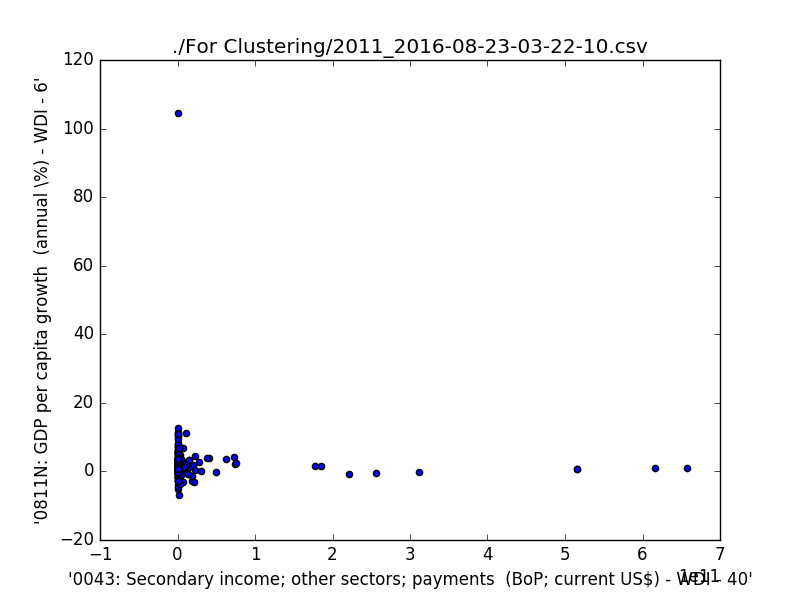 ./For Clustering/2011_2016-08-23-03-22-10.csv
120
100
80
60
40
20
0
−20
'0811N: GDP per capita growth  (annual \%) - WDI - 6'
−1 0 1 2 3 4 5 6 7
1e11
'0043: Secondary income; other sectors; payments  (BoP; current US$) - WDI - 40'